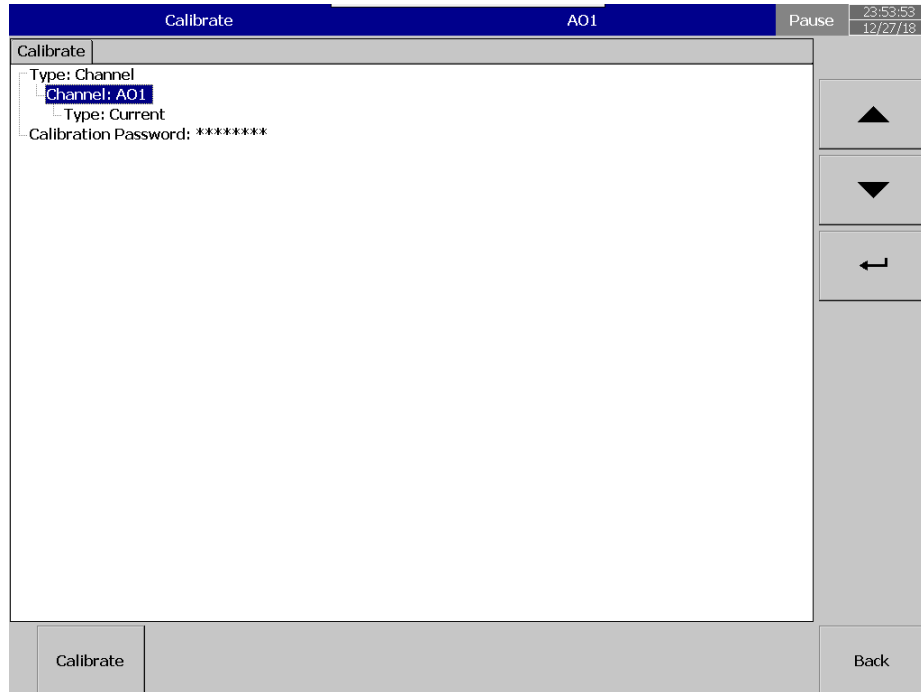 Calibrate AO1 Pause 23:53:53
12/27/18
Calibrate
Type: Channel
Channel: AO1
Type: Current
Calibration Password: ********
Calibrate Back